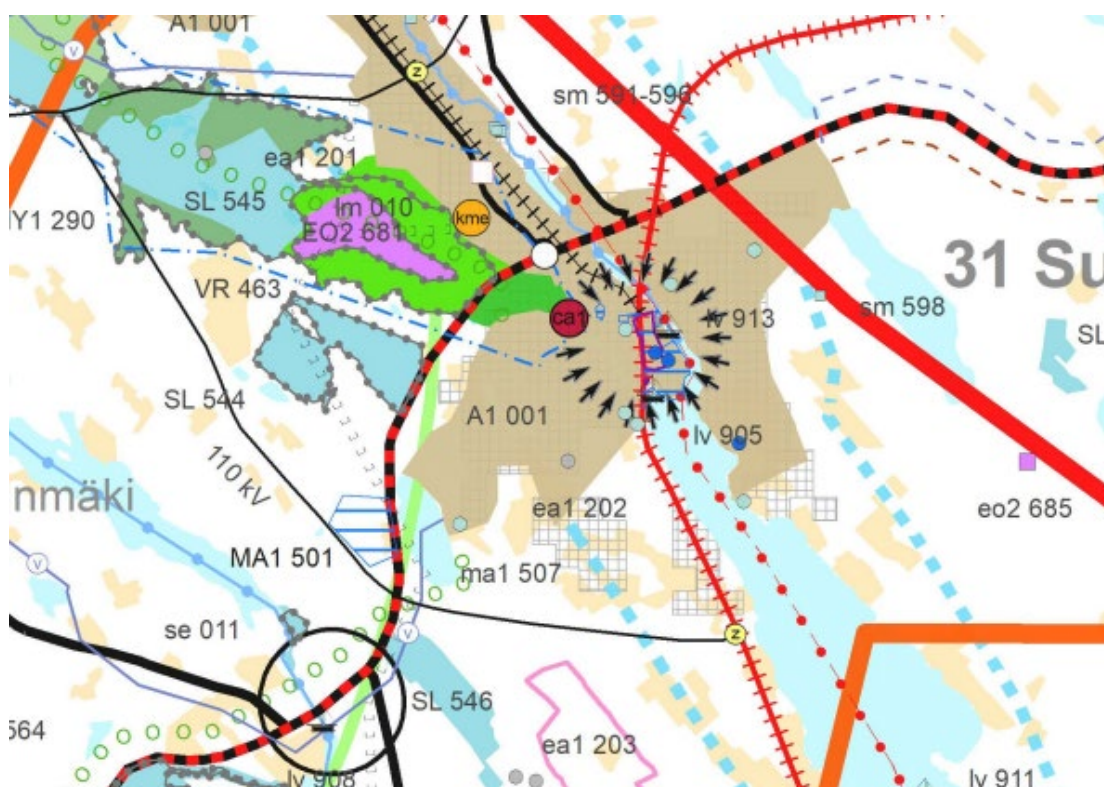 A1 001
V
z
sm 591-596
ea1 201
SL 545
lm 010
EO2 681
kme
IY1 290
31 Su
VR 463
ca1
lv 913
sm 598
SL
SL 544
A1 001
lv 905
110 kV
nmäki
ea1 202
eo2 685
V
MA1 501
ma1 507
se 011
V
z
SL 546
564
ea1 203
lv 908
lv 911